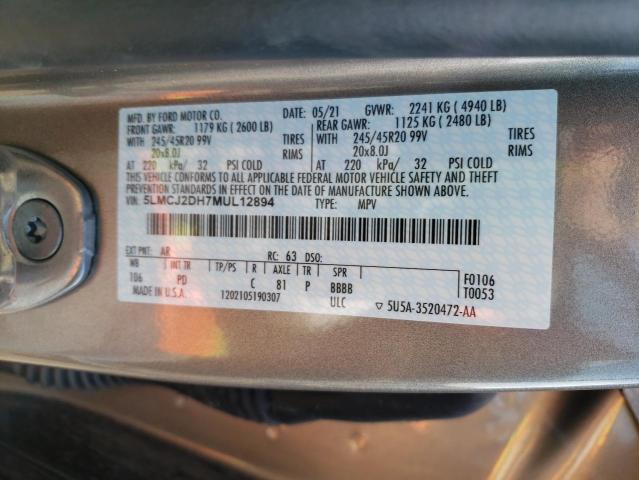 MFD. BY FORD MOTOR CO. DATE: 05/21 GVWR: 2241 KG ( 4940 LB)
FRONT GAWR: 1179 KG ( 2600 LB) REAR GAWR: 1125 KG ( 2480 LB)
WITH 245/45R20 99V TIRES WITH 245/45R20 99V TIRES
20x8.0J RIMS 20x8.0J RIMS
AT 220 kPa/ 32 PSI COLD AT 220 kPa/ 32 PSI COLD
THIS VEHICLE CONFORMS TO ALL APPLICABLE FEDERAL MOTOR VEHICLE SAFETY AND THEFT
PREVENTION STANDARDS IN EFFECT ON THE DATE OF MANUFACTURE SHOWN ABOVE.
VIN: 5LMCJ2DH7MUL12894 TYPE: MPV
EXT PNT: AR RC: 63 DSO:
WB INT TR TP/PS R AXLE TR SPR F0106
106 PD C 81 P BBBB T0053
MADE IN U.S.A. 1202105190307 ULC ▽ 5U5A-3520472-AA